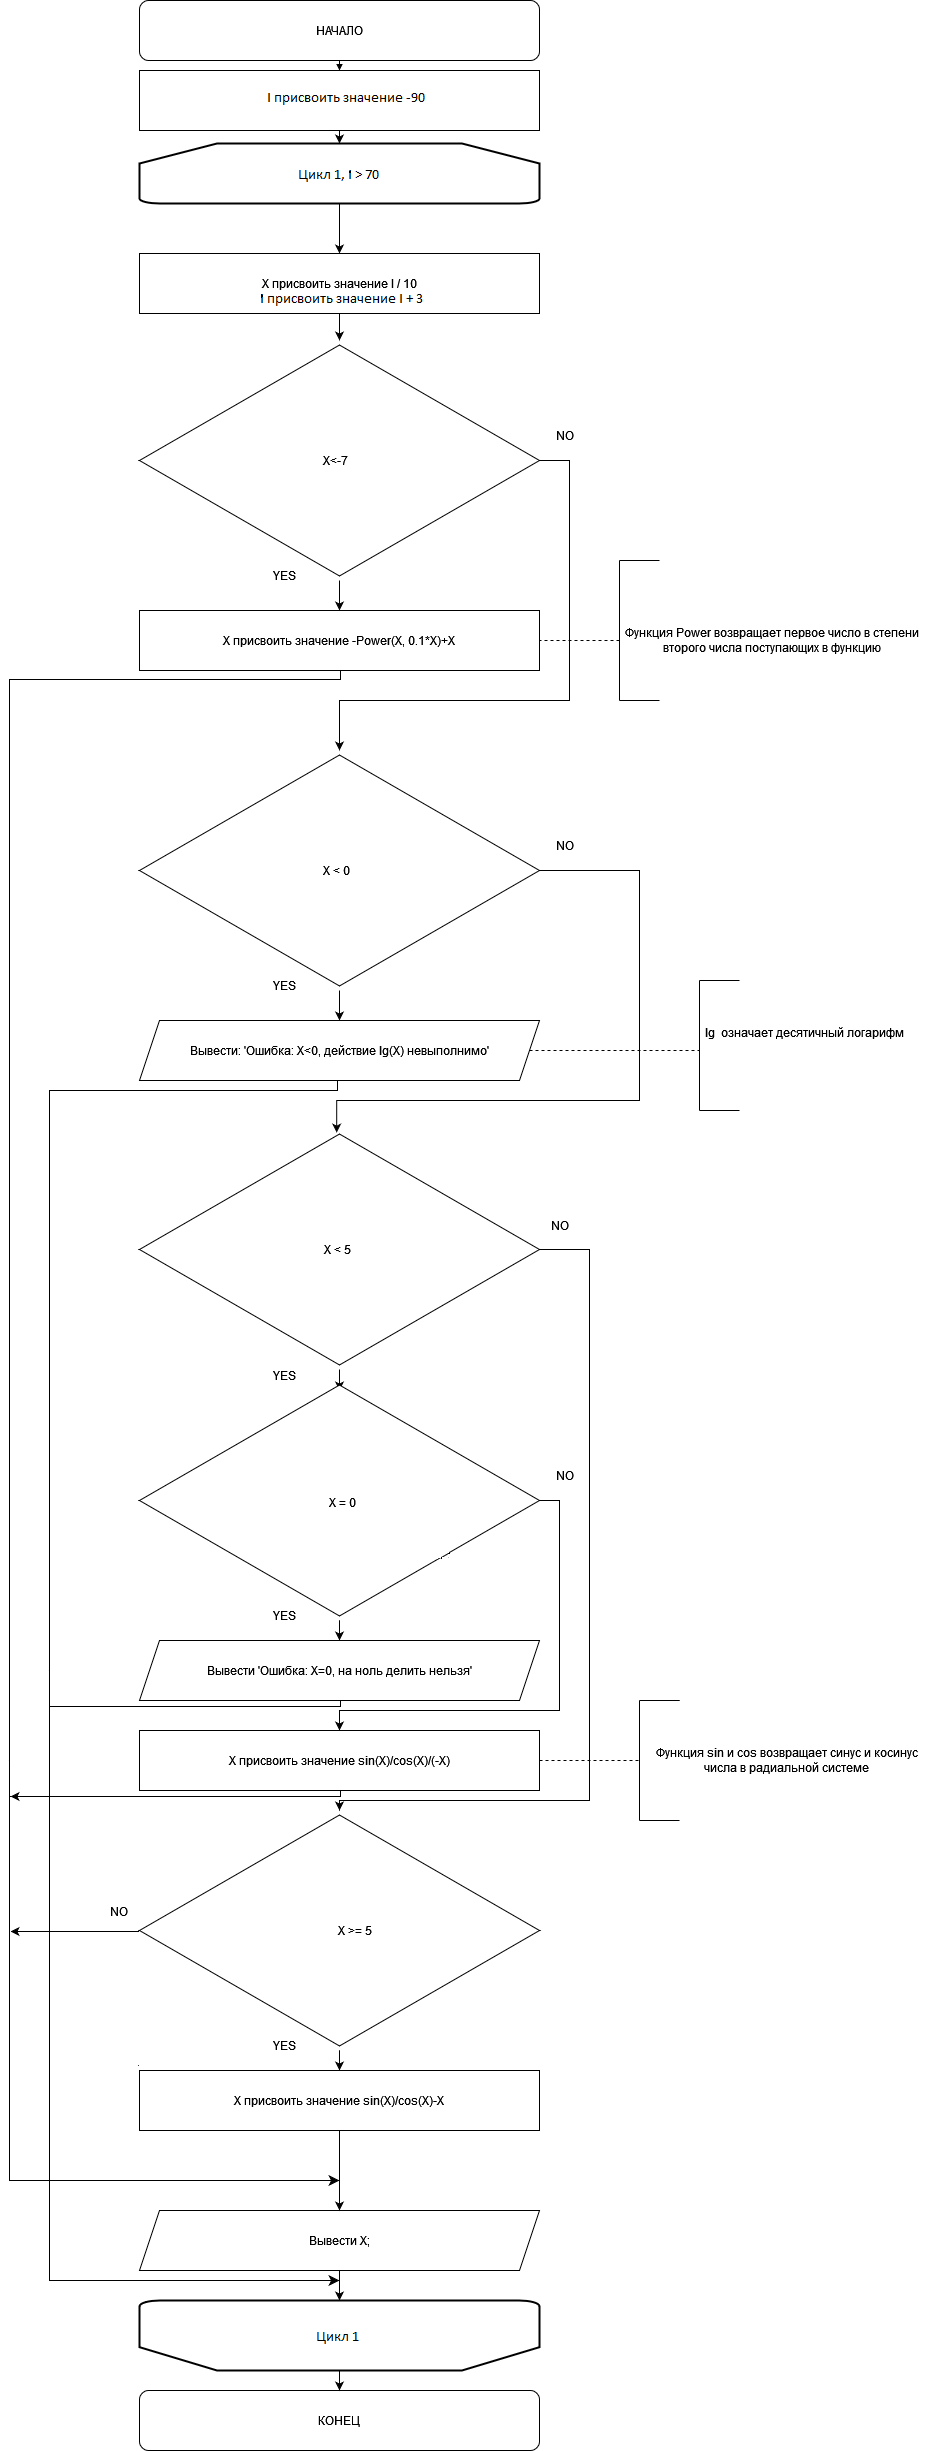 НАЧАЛО
I присвоить значение -90
Цикл 1, I > 70
X присвоить значение I / 10
I присвоить значение I + 3
X<-7
NO
YES
X присвоить значение -Power(X, 0.1*X)+X
Функция Power возвращает первое число в степени
второго числа поступающих в функцию
X < 0
NO
YES
Вывести: 'Ошибка: X<0, действие lg(X) невыполнимо'
lg означает десятичный логарифм
X < 5
NO
YES
X = 0
NO
YES
Вывести 'Ошибка: X=0, на ноль делить нельзя'
X присвоить значение sin(X)/cos(X)/(-X)
Функция sin и cos возвращает синус и косинус
числа в радиальной системе
X >= 5
NO
YES
X присвоить значение sin(X)/cos(X)-X
Вывести X;
Цикл 1
КОНЕЦ